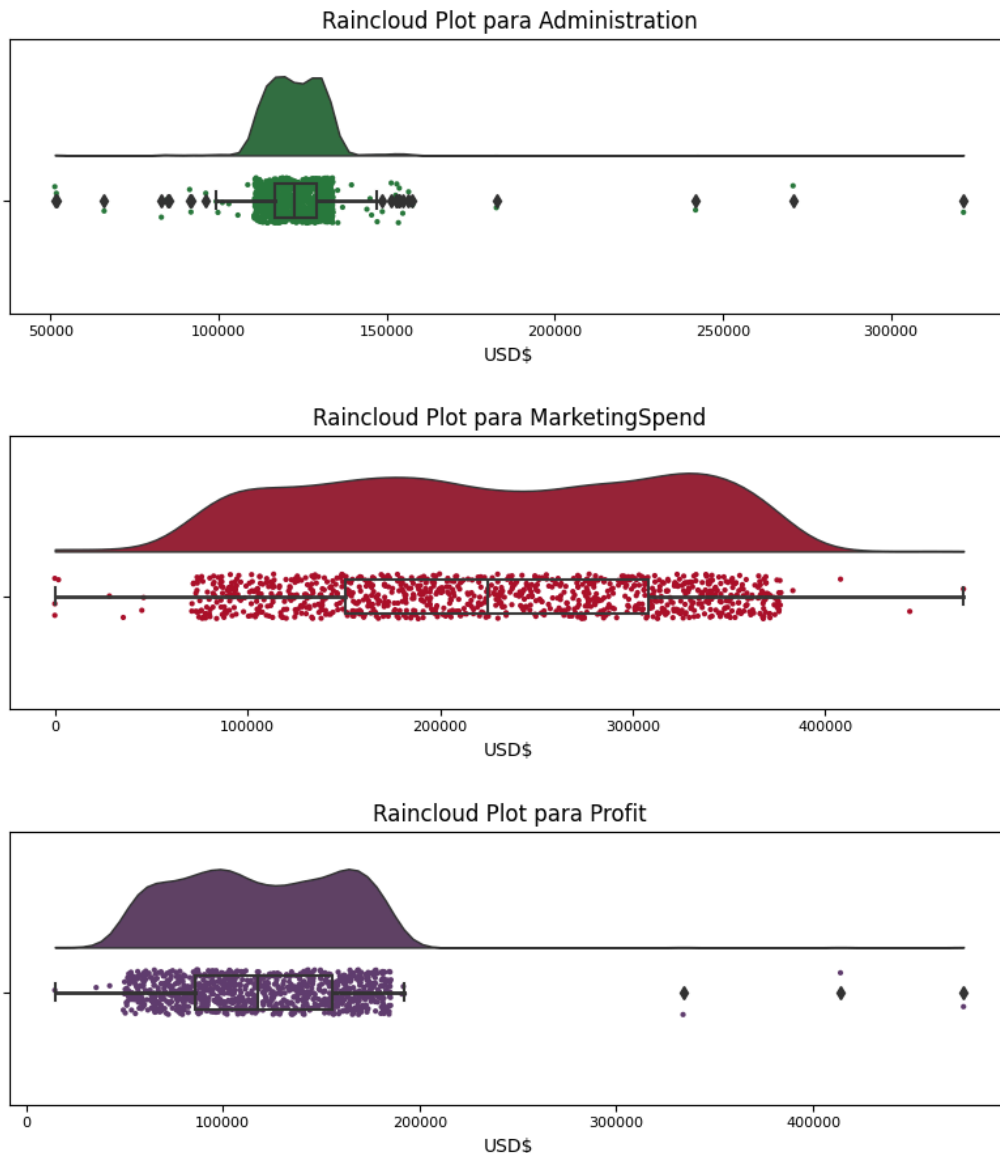 Raincloud Plot para Administration
50000 100000 150000 200000 250000 300000
USD$
Raincloud Plot para MarketingSpend
0 100000 200000 300000 400000
USD$
Raincloud Plot para Profit
0 100000 200000 300000 400000
USD$